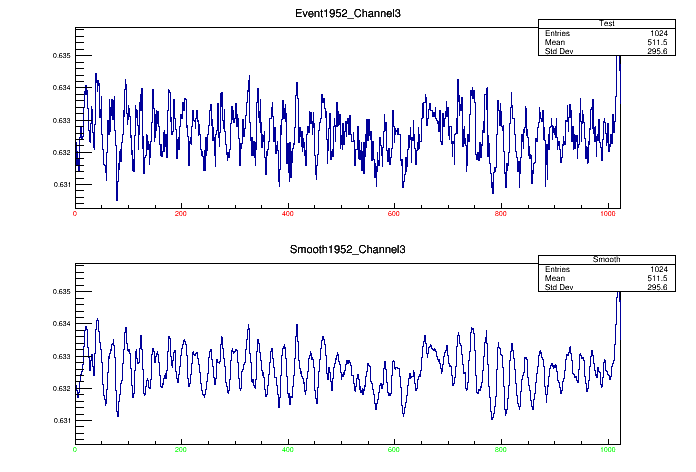 Event1952_Channel3
Test
Entries 1024
Mean 511.5
Std Dev 295.6
0.635
0.634
0.633
0.632
0.631
0 200 400 600 800 1000
Smooth1952_Channel3
Smooth
Entries 1024
Mean 511.5
Std Dev 295.6
0.635
0.634
0.633
0.632
0.631
0 200 400 600 800 1000